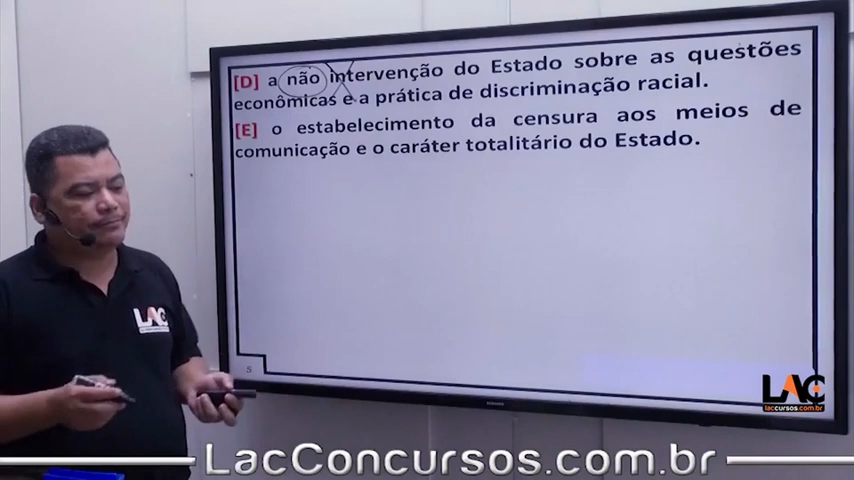 [D] a não intervenção do Estado sobre as questões
econômicas e a prática de discriminação racial.
[E] o estabelecimento da censura aos meios de
comunicação e o caráter totalitário do Estado.
LAC
5
LAC
laccursos.com.br
LacConcursos.com.br